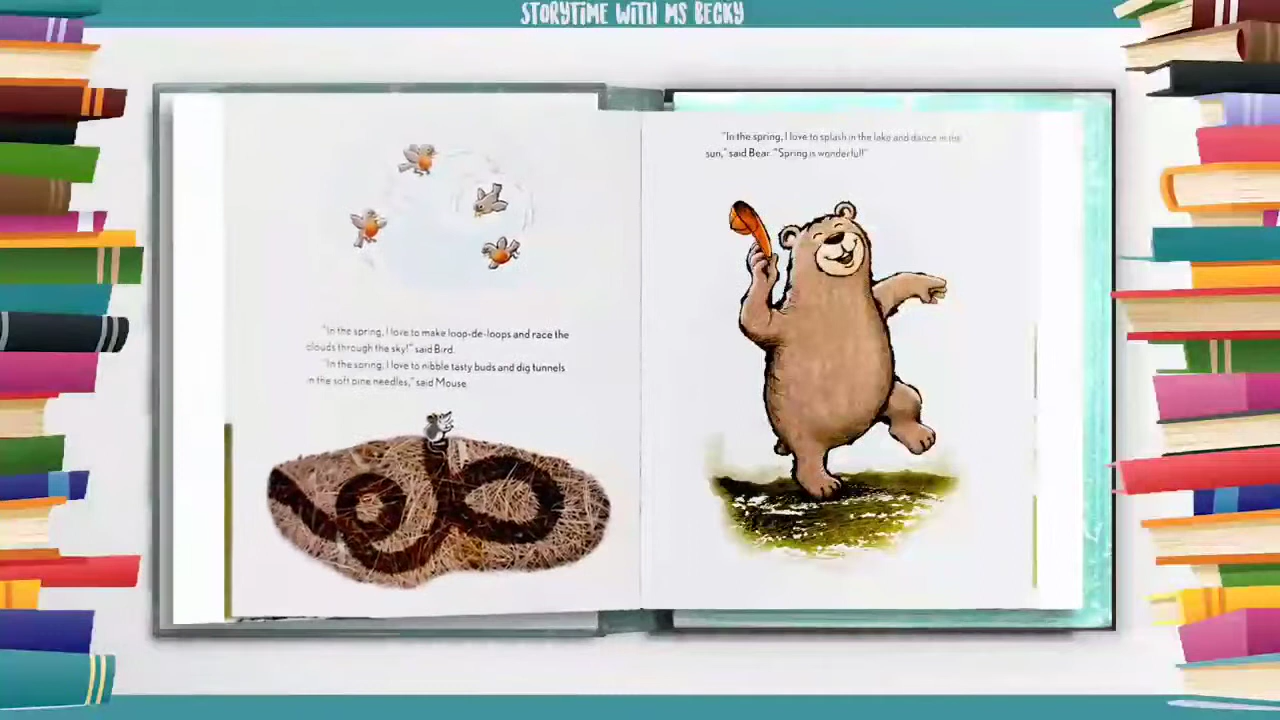 STORYTIME WITH MS BECKY
"In the spring, I love to make loop-de-loops and race the
clouds through the sky!" said Bird.
"In the spring, I love to nibble tasty buds and dig tunnels
in the soft pine needles," said Mouse.
"In the spring, I love to splash in the lake and dance in the
sun," said Bear. "Spring is wonderful!"